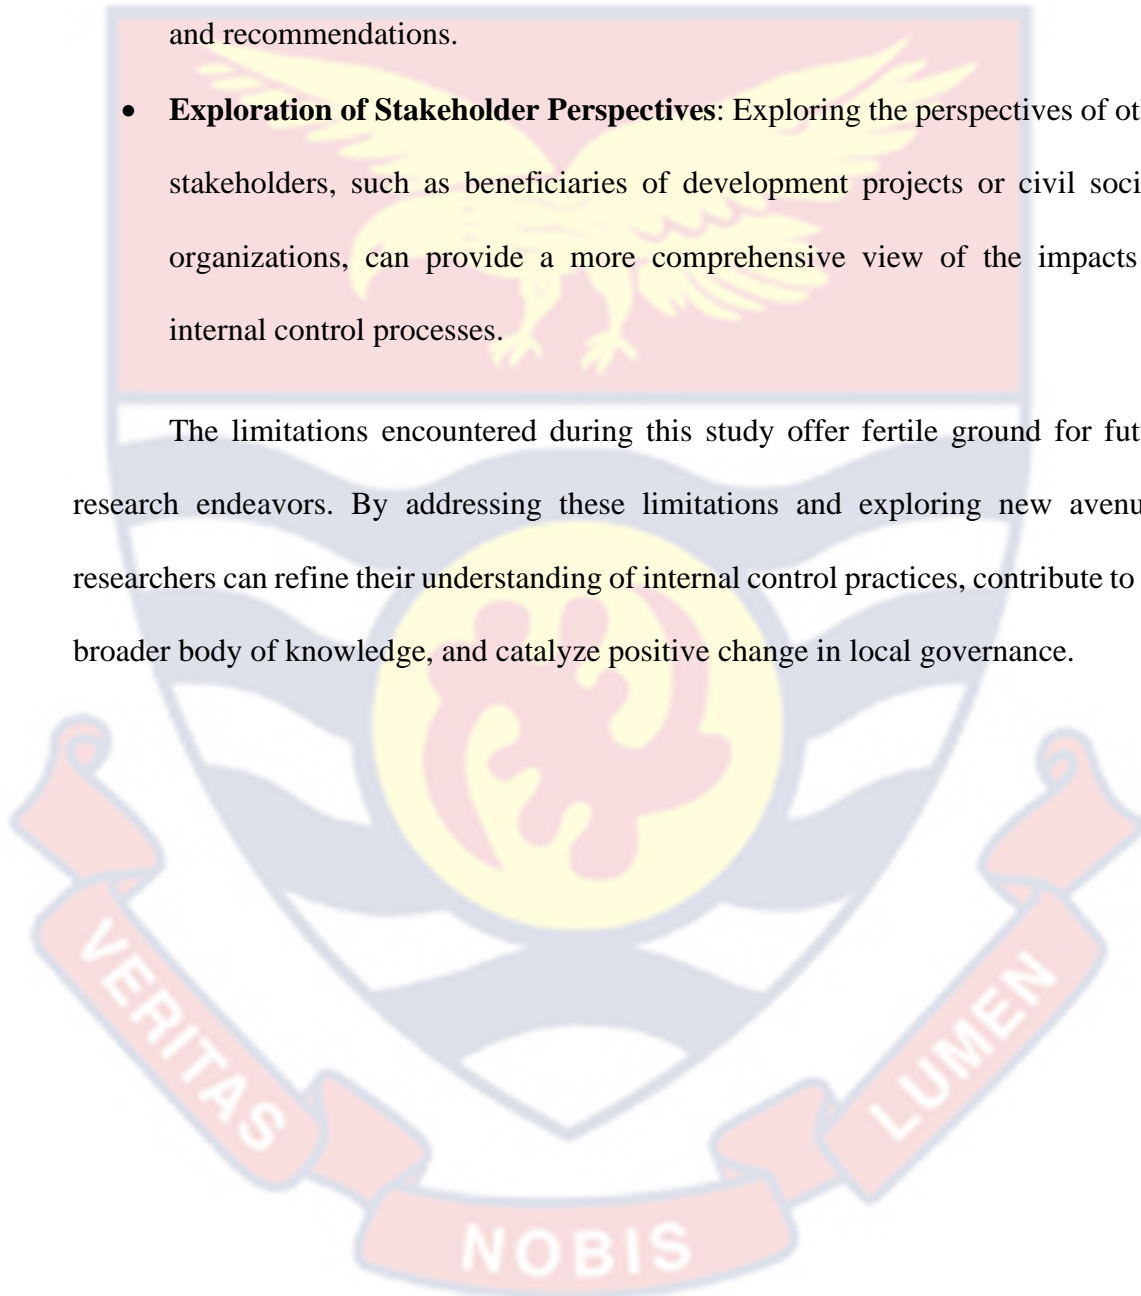 and recommendations.
• Exploration of Stakeholder Perspectives: Exploring the perspectives of ot
stakeholders, such as beneficiaries of development projects or civil soci
organizations, can provide a more comprehensive view of the impacts
internal control processes.
The limitations encountered during this study offer fertile ground for fut
research endeavors. By addressing these limitations and exploring new avenu
researchers can refine their understanding of internal control practices, contribute to
broader body of knowledge, and catalyze positive change in local governance.
VERITAS
NOBIS
LUMEN